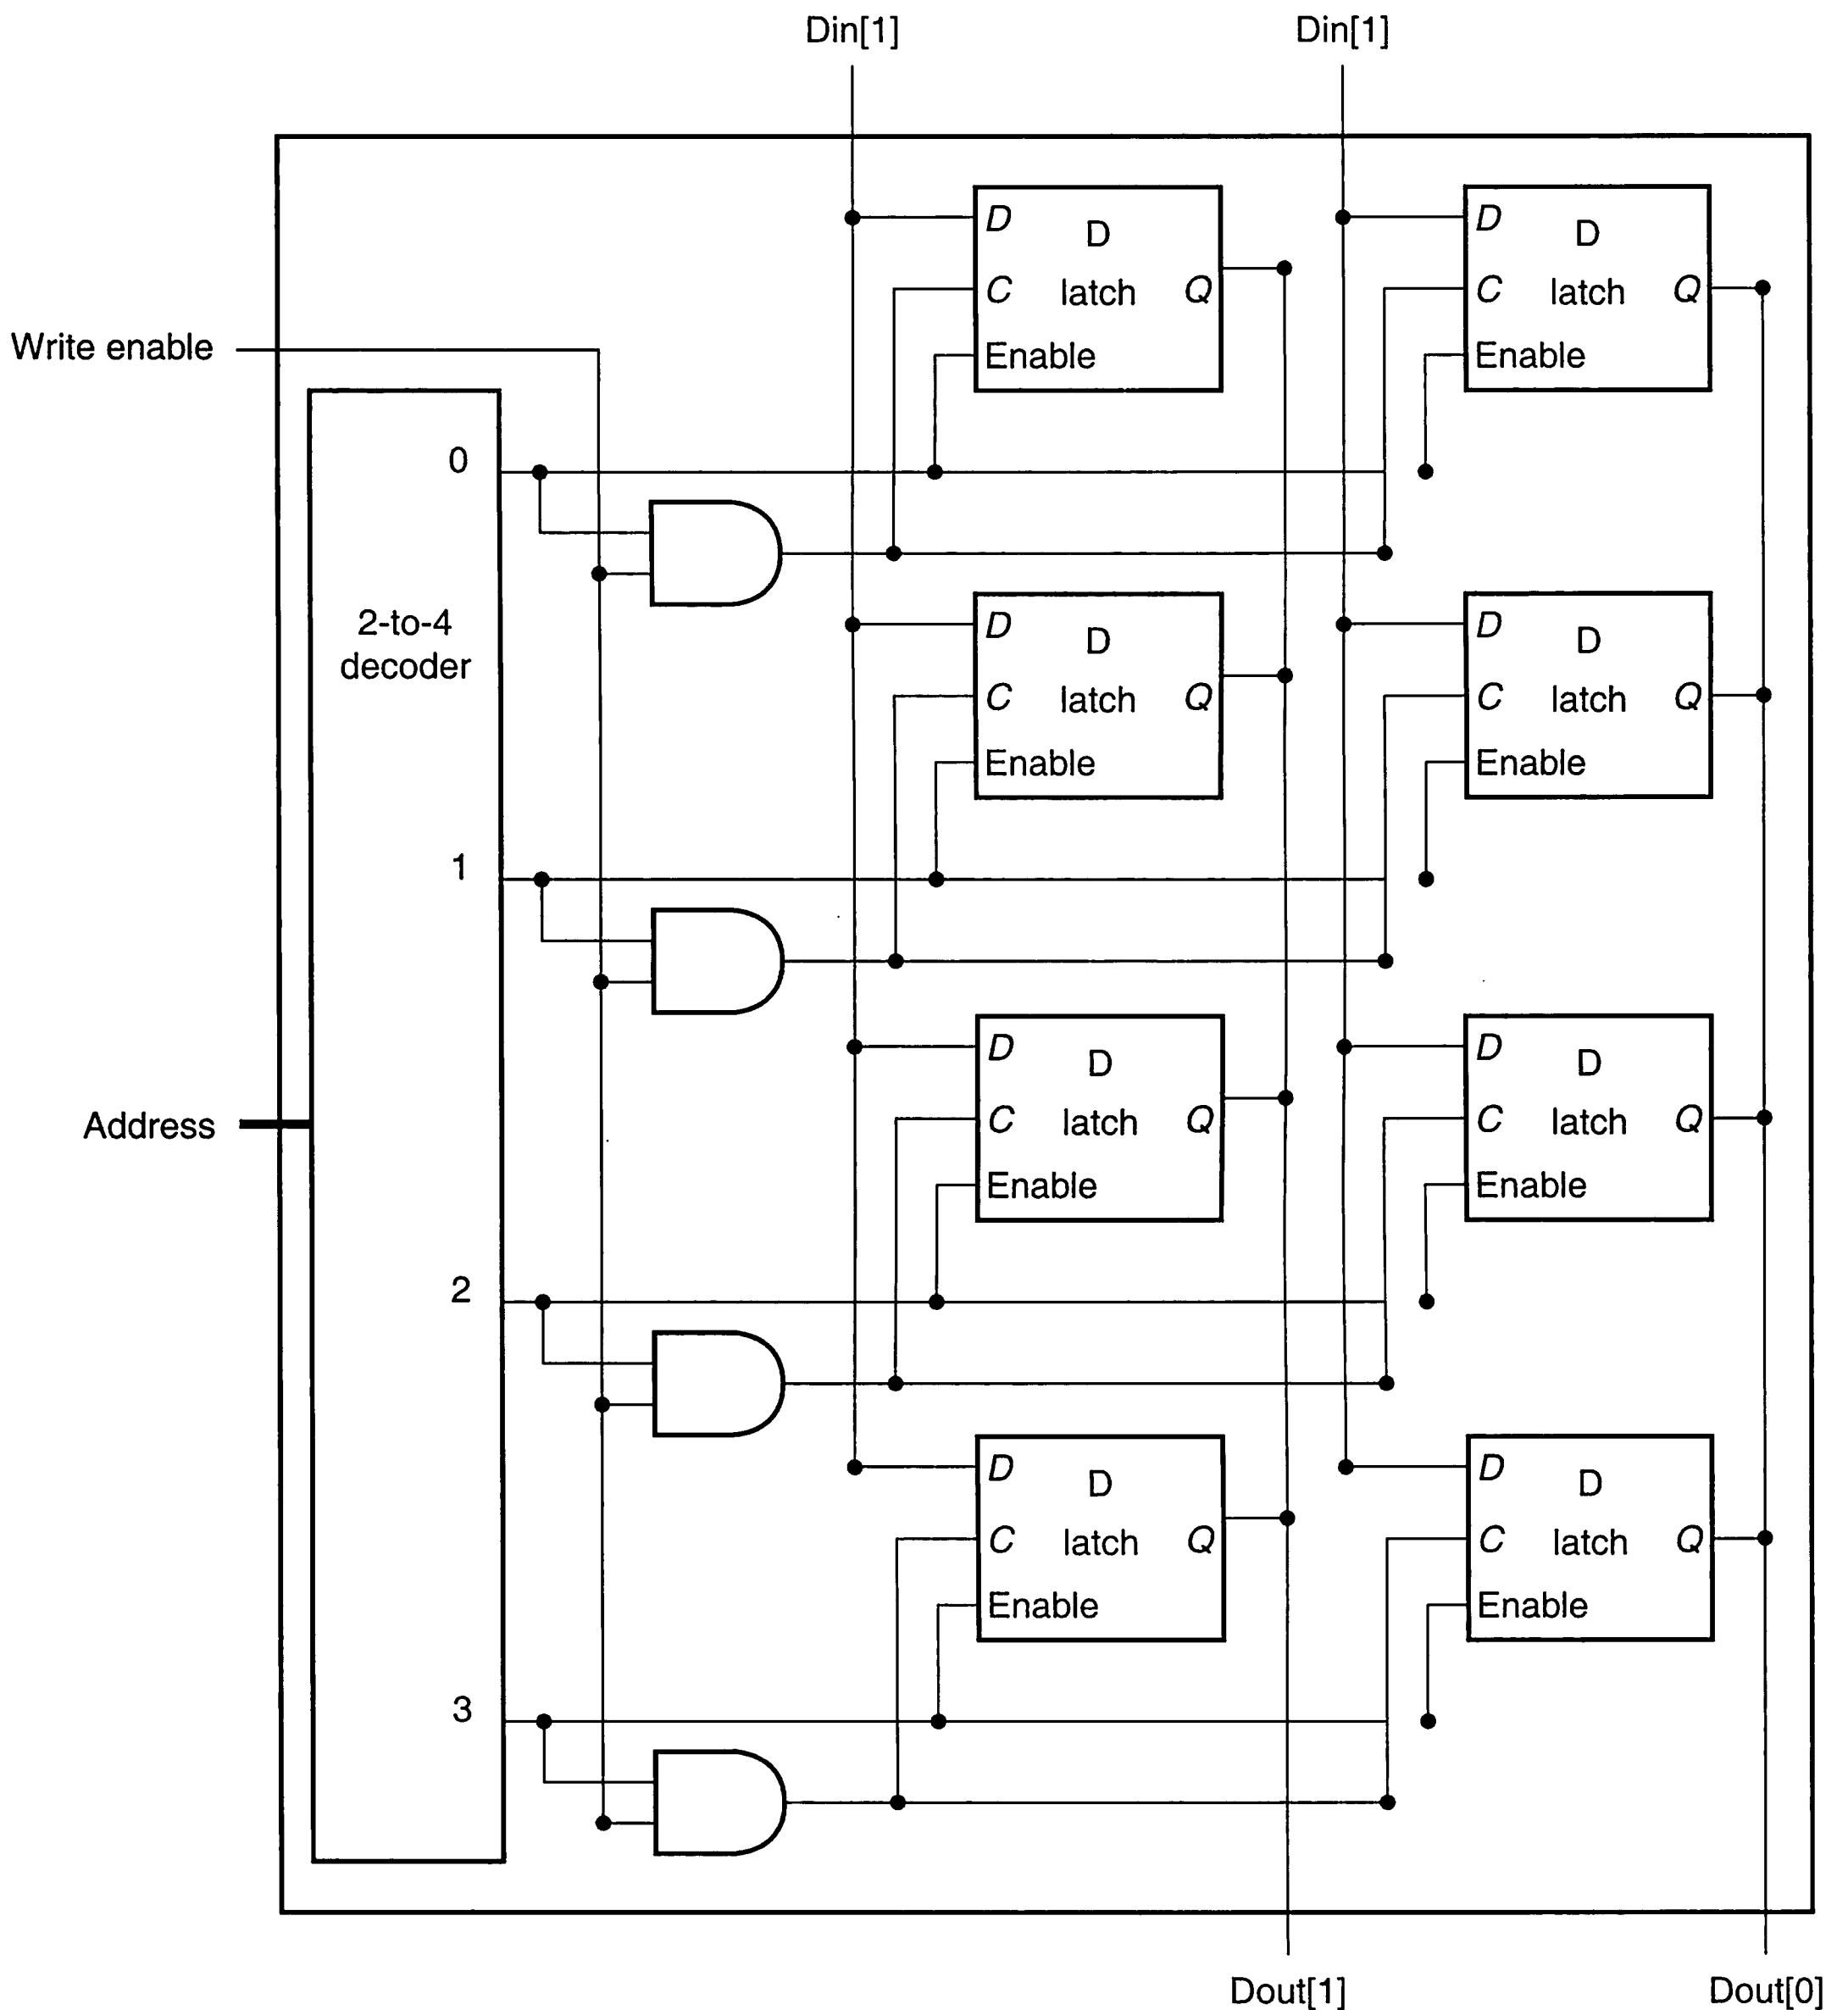 Din[1] Din[1]
D D
D D
C latch Q
C latch Q
Write enable
Enable
Enable
0
2-to-4
decoder
D D
D D
C latch Q
C latch Q
Enable
Enable
1
D D
D D
Address
C latch Q
C latch Q
Enable
Enable
2
D D
D D
C latch Q
C latch Q
Enable
Enable
3
Dout[1] Dout[0]